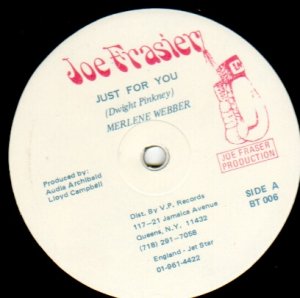 Joe Frasier
JUST FOR YOU
(Dwight Pinkney)
MERLENE WEBBER
JOE FRASER
PRODUCTION
Produced by:
Audie Archibald
Lloyd Campbell
Dist. By V.P. Records
117-21 Jamaica Avenue
Queens, N.Y. 11432
(718) 291-7058
England - Jet Star
01-961-4422
SIDE A
BT 006